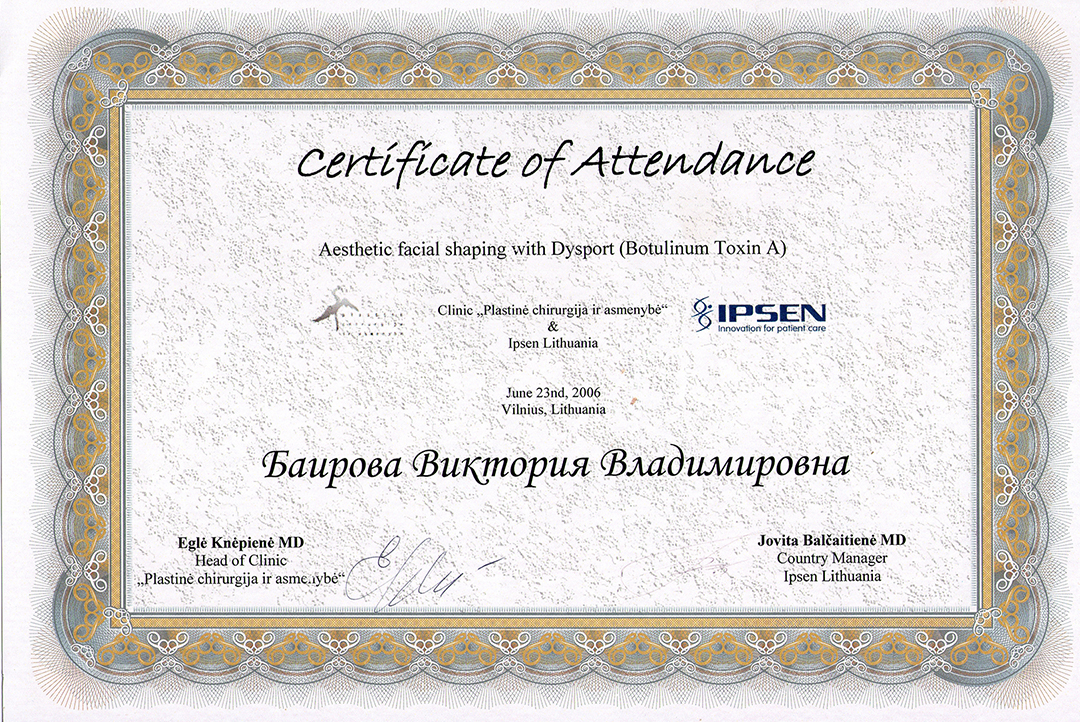 Certificate of Attendance
Aesthetic facial shaping with Dysport (Botulinum Toxin A)
Clinic „Plastinė chirurgija ir asmenybė“
&
Ipsen Lithuania
IPSEN
Innovation for patient care
June 23nd, 2006
Vilnius, Lithuania
Баирова Виктория Владимировна
Eglė Knėpienė MD
Head of Clinic
„Plastinė chirurgija ir asmenybė“
Jovita Balčaitienė MD
Country Manager
Ipsen Lithuania